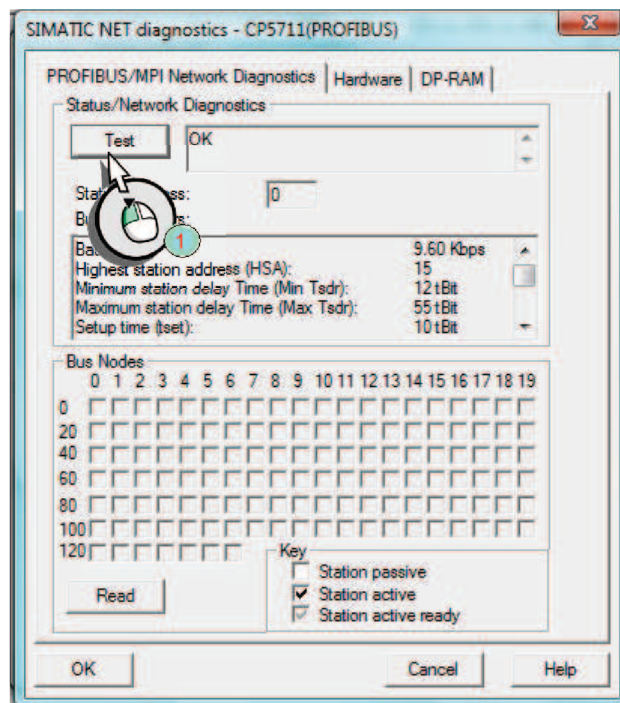 SIMATIC NET diagnostics - CP5711(PROFIBUS)
PROFIBUS/MPI Network Diagnostics Hardware DP-RAM
Status/Network Diagnostics
Test OK
0
1
9.60 Kbps
Highest station address (HSA): 15
Minimum station delay Time (Min Tsdr): 12 tBit
Maximum station delay Time (Max Tsdr): 55 tBit
Setup time (tset): 10 tBit
Bus Nodes
0 1 2 3 4 5 6 7 8 9 10 11 12 13 14 15 16 17 18 19
0
20
40
60
80
100
120
Key
Station passive
Read
Station active
Station active ready
OK Cancel Help